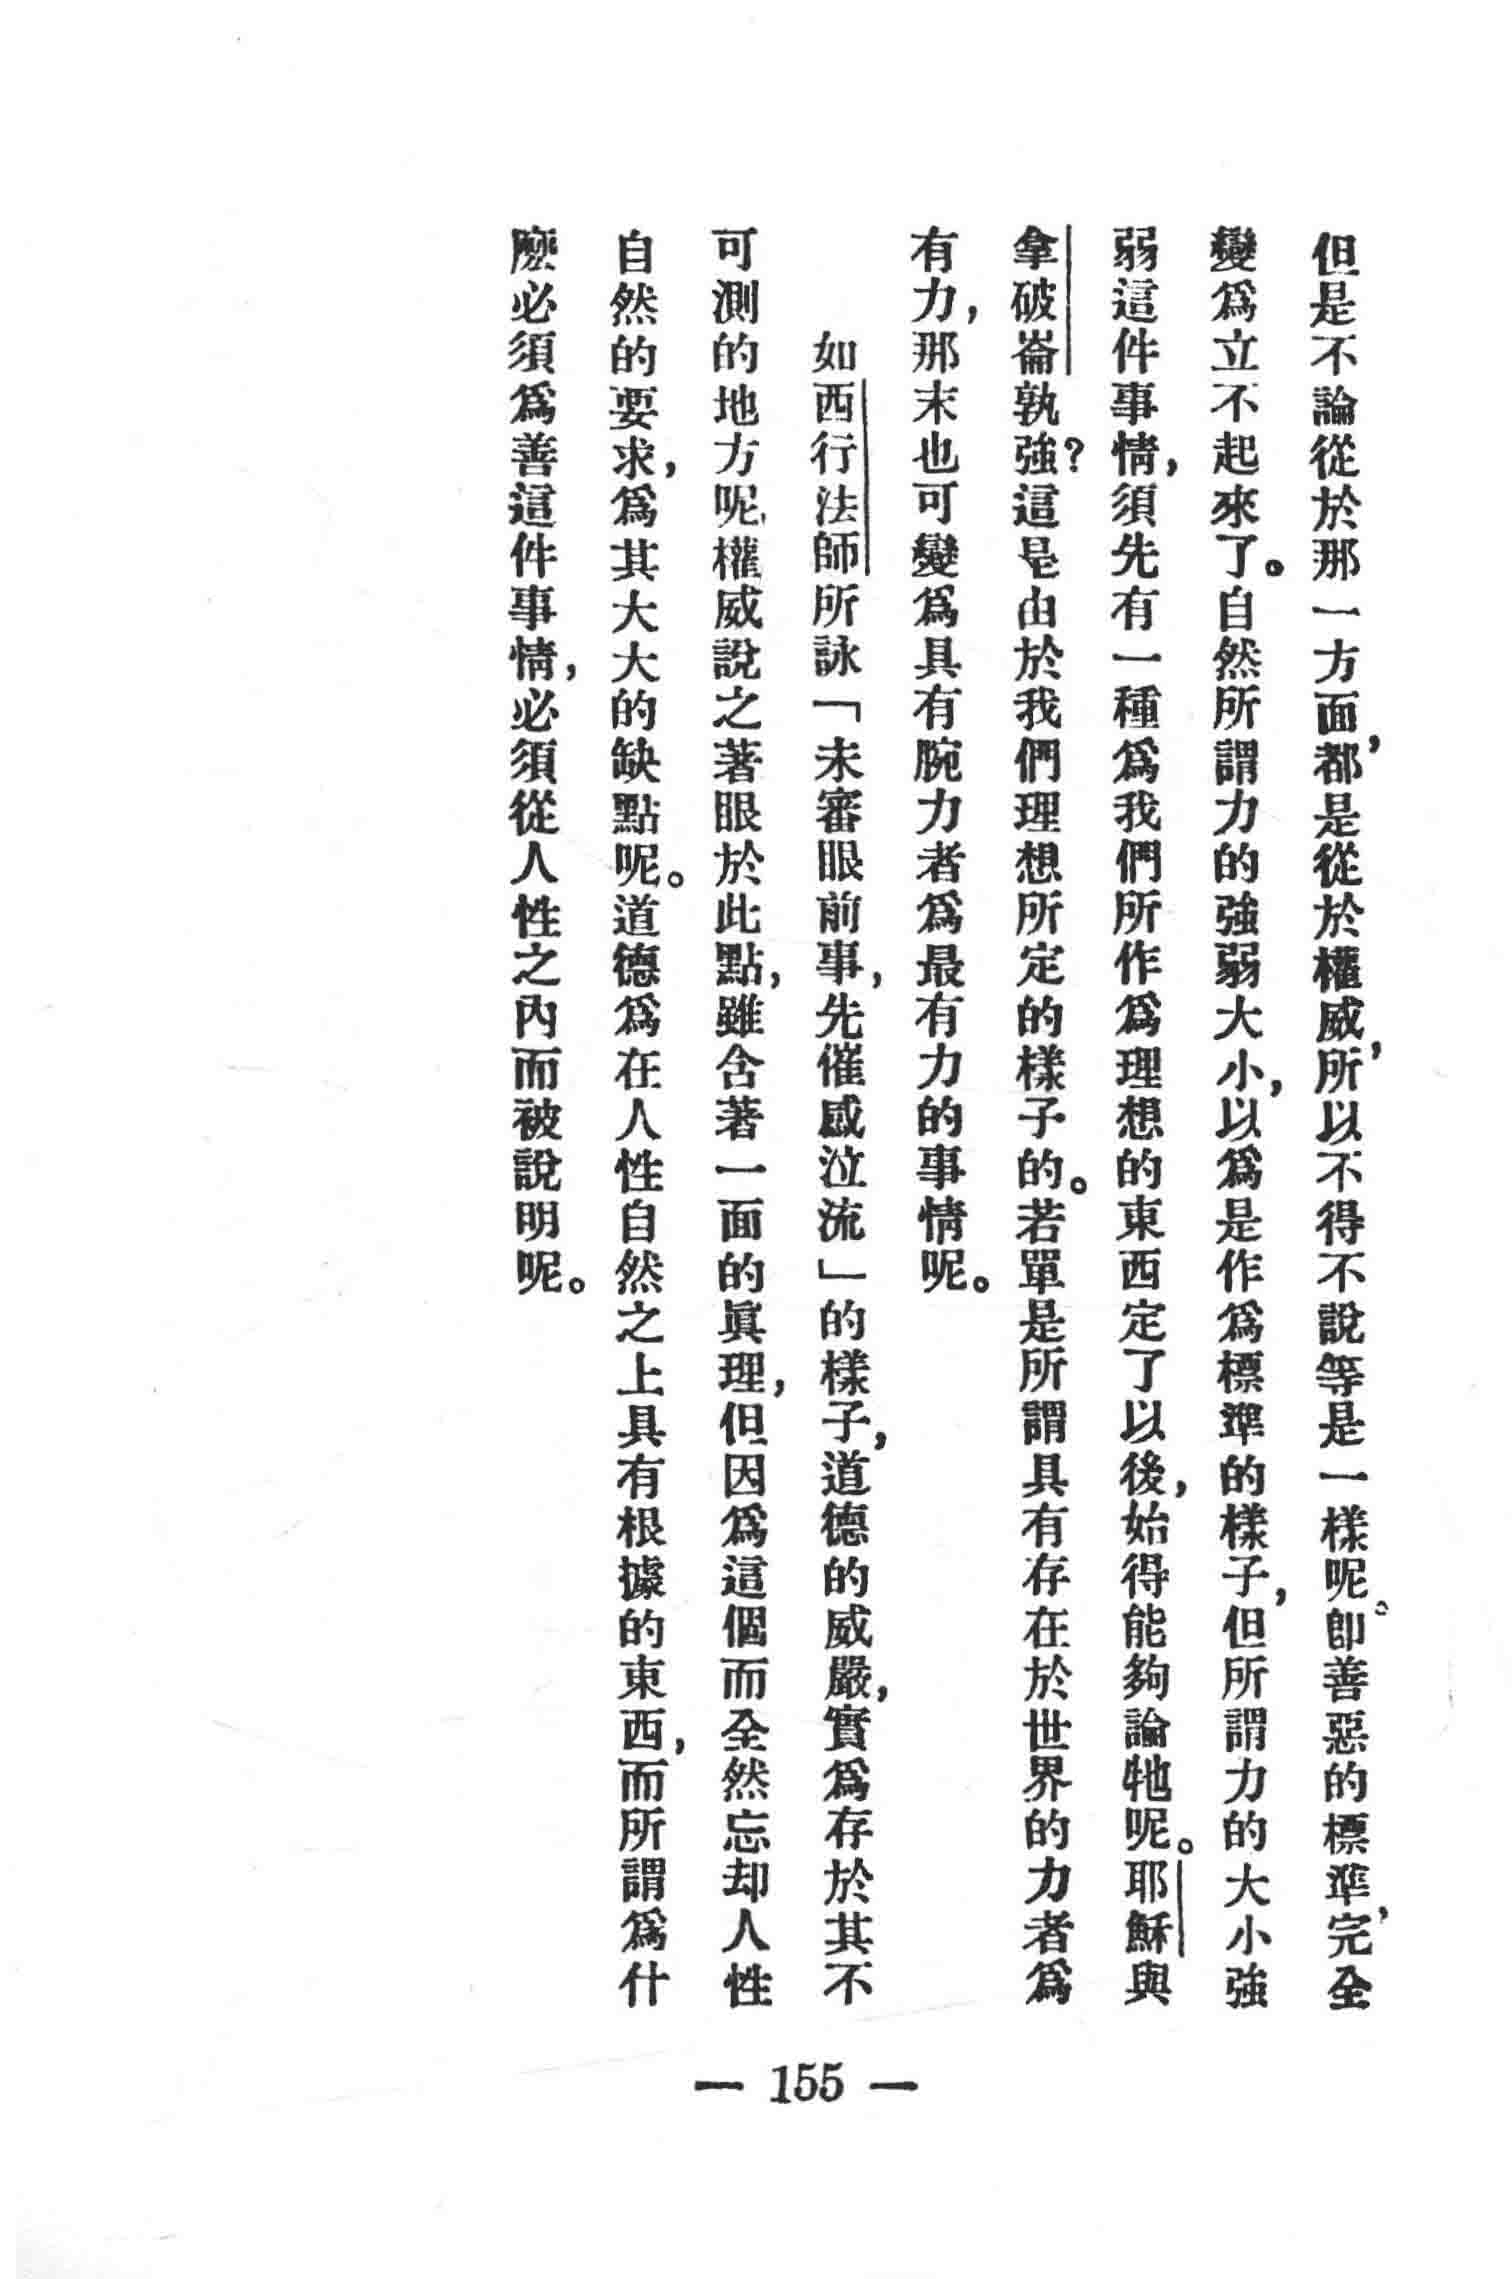 但是不論從於那一方面，都是從於權威，所以不得不說等是一樣呢。卽善惡的標準，完全
變爲立不起來了。自然所謂力的強弱大小，以爲是作爲標準的樣子，但所謂力的大小強
弱這件事情，須先有一種爲我們所作爲理想的東西定了以後，始得能夠論牠呢。耶穌與
拿破崙孰強？這是由於我們理想所定的樣子的。若單是所謂具有存在於世界的力者爲
有力，那末也可變爲具有腕力者爲最有力的事情呢。
如西行法師所詠「未審眼前事，先催感泣流」的樣子，道德的威嚴，實爲存於其不
可測的地方呢，權威說之著眼於此點，雖含著一面的眞理，但因爲這個而全然忘却人性
自然的要求，爲其大大的缺點呢。道德爲在人性自然之上具有根據的東西，而所謂爲什
麼必須爲善這件事情，必須從人性之內而被說明呢。
— 155 —